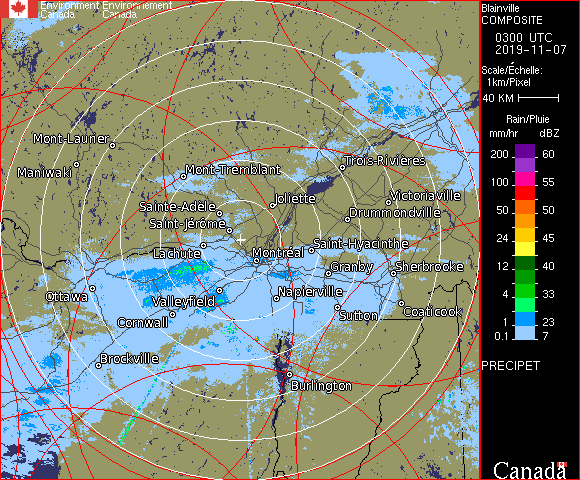 Environment Environnement
Canada Canada
Blainville
COMPOSITE
0300 UTC
2019-11-07
Scale/Échelle:
1km/Pixel
40 KM
Rain/Pluie
mm/hr dBZ
200 60
100 55
50 50
24 45
12 40
4 33
1 23
0.1 7
PRECIPET
Canada
Mont-Laurier
Maniwaki
Mont-Tremblant
Trois-Rivières
Sainte-Adèle
Joliette
Victoriaville
Saint-Jérôme
Drummondville
Lachute
Montréal
Saint-Hyacinthe
Granby
Sherbrooke
Ottawa
Valleyfield
Napierville
Cornwall
Sutton
Coaticook
Brockville
Burlington